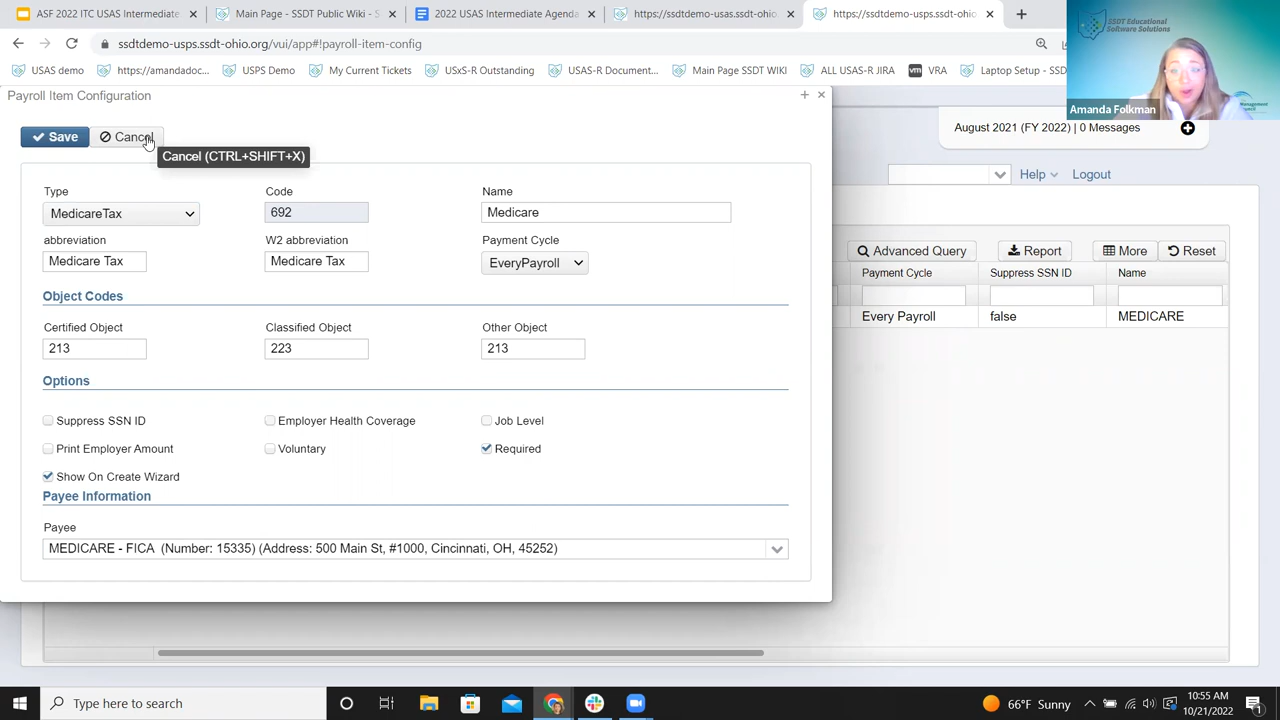 ASF 2022 ITC USAS Intermediate
Main Page - SSDT Public Wiki - S
2022 USAS Intermediate Agenda
https://ssdtdemo-usas.ssdt-ohio.
https://ssdtdemo-usps.ssdt-ohio.
ssdtdemo-usps.ssdt-ohio.org/vui/app#!payroll-item-config
USAS demo
https://amandadoc...
USPS Demo
My Current Tickets
USxS-R Outstanding
USAS-R Document...
Main Page SSDT WIKI
ALL USAS-R JIRA
VRA
Laptop Setup - SSD
SSDT Educational
Software Solutions
Amanda Folkman
Payroll Item Configuration
Save
Cancel
Cancel (CTRL+SHIFT+X)
August 2021 (FY 2022) | 0 Messages
Help
Logout
Type
Code
Name
MedicareTax
692
Medicare
abbreviation
W2 abbreviation
Payment Cycle
Medicare Tax
Medicare Tax
EveryPayroll
Object Codes
Certified Object
Classified Object
Other Object
213
223
213
Options
Suppress SSN ID
Employer Health Coverage
Job Level
Print Employer Amount
Voluntary
Required
Show On Create Wizard
Payee Information
Payee
MEDICARE - FICA (Number: 15335) (Address: 500 Main St, #1000, Cincinnati, OH, 45252)
Advanced Query
Report
More
Reset
Payment Cycle
Suppress SSN ID
Name
Every Payroll
false
MEDICARE
Type here to search
66°F Sunny
10:55 AM
10/21/2022
1